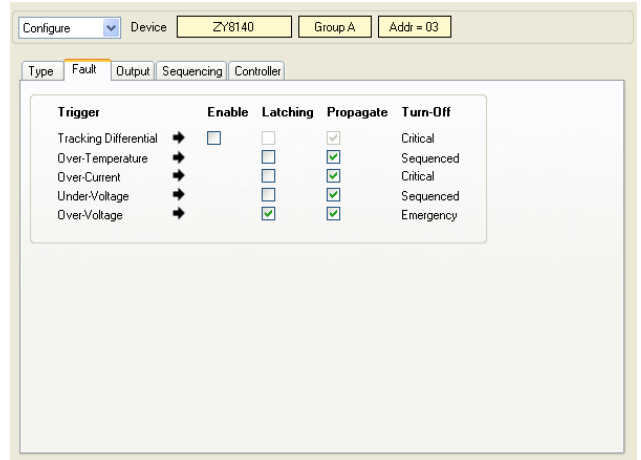 Configure Device ZY8140 Group A Addr = 03
Type Fault Output Sequencing Controller
Trigger Enable Latching Propagate Turn-Off
Tracking Differential Critical
Over-Temperature Sequenced
Over-Current Critical
Under-Voltage Sequenced
Over-Voltage Emergency